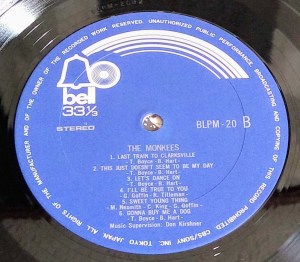 ALL RIGHTS OF THE MANUFACTURER AND OF THE OWNER OF THE RECORDED WORK RESERVED. UNAUTHORIZED PUBLIC PERFORMANCE BROADCASTING AND COPYING OF THIS RECORD PROHIBITED. CBS/SONY INC. TOKYO JAPAN.
bell
33⅓
STEREO
BLPM-20 B
THE MONKEES
1. LAST TRAIN TO CLARKSVILLE
- T. Boyce - B. Hart -
2. THIS JUST DOESN'T SEEM TO BE MY DAY
- T. Boyce - B. Hart -
3. LET'S DANCE ON
- T. Boyce - B. Hart -
4. I'LL BE TRUE TO YOU
- G. Goffin - R. Titleman -
5. SWEET YOUNG THING
- M. Nesmith - C. King - G. Goffin -
6. GONNA BUY ME A DOG
- T. Boyce - B. Hart -
Music Supervision: Don Kirshner